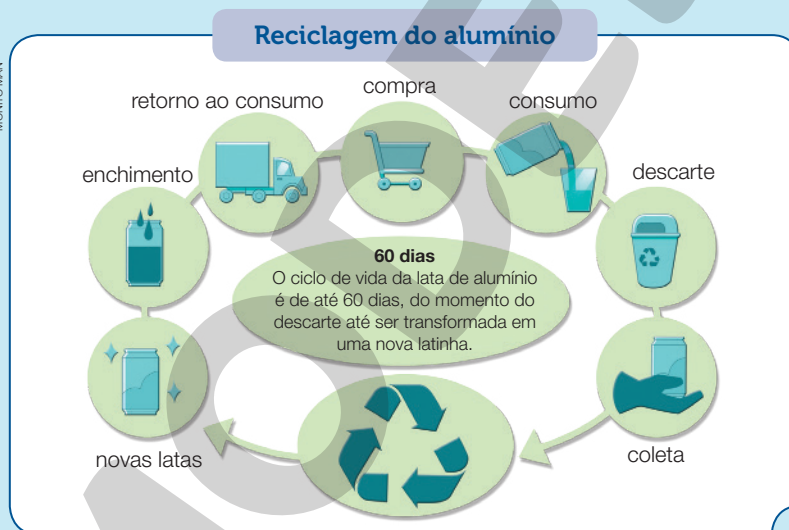 Reciclagem do alumínio
retorno ao consumo
compra
consumo
enchimento
descarte
60 dias
O ciclo de vida da lata de alumínio
é de até 60 dias, do momento do
descarte até ser transformada em
uma nova latinha.
novas latas
coleta